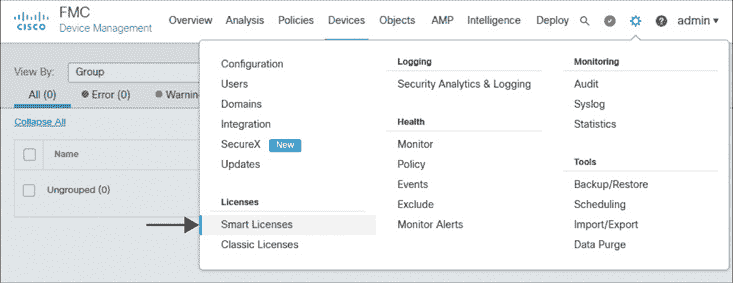 CISCO
FMC
Device Management
Overview Analysis Policies Devices Objects AMP Intelligence Deploy admin
View By: Group
All (0) Error (0) Warnin
Collapse All
Name
Ungrouped (0)
Configuration
Users
Domains
Integration
SecureX New
Updates
Licenses
Smart Licenses
Classic Licenses
Logging
Security Analytics & Logging
Health
Monitor
Policy
Events
Exclude
Monitor Alerts
Monitoring
Audit
Syslog
Statistics
Tools
Backup/Restore
Scheduling
Import/Export
Data Purge